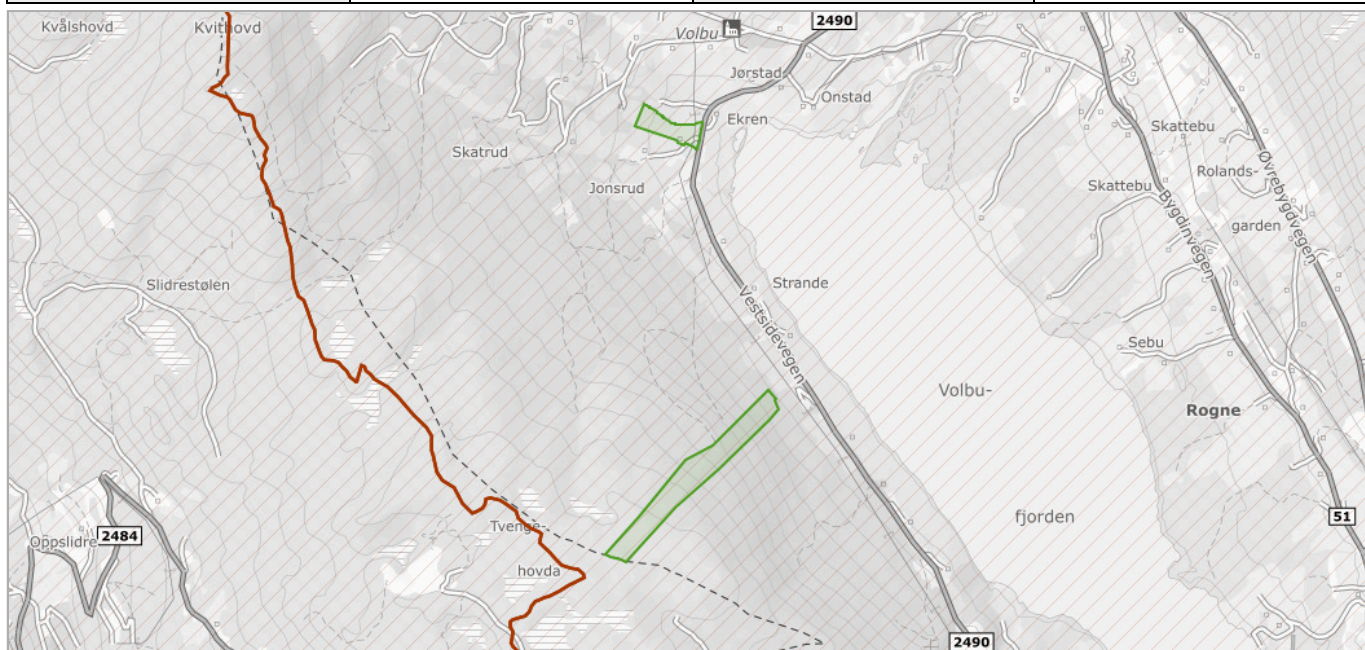 Kvålshovd
Kvithovd
Volbu
2490
Jørstad
Onstad
Ekren
Skattebu
Skatrud
Rolands-
garden
Jonsrud
Skattebu
Øvrebygdvegen
Bygdinvegen
Slidrestølen
Strande
Vestsidevegen
Sebu
Volbu-
fjorden
Rogne
51
Tvenge-
hovda
Oppslidre
2484
2490